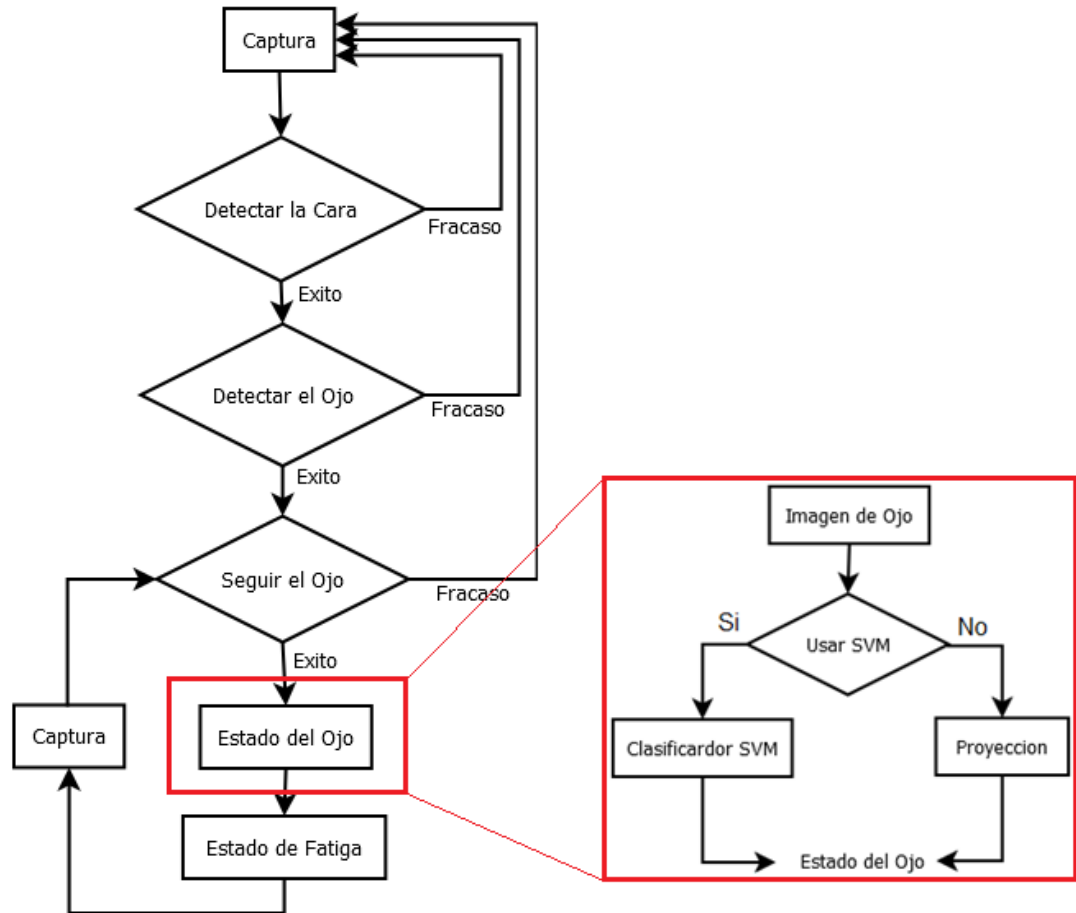 Captura
Detectar la Cara
Fracaso
Exito
Detectar el Ojo
Fracaso
Exito
Seguir el Ojo
Fracaso
Exito
Captura
Estado del Ojo
Estado de Fatiga
Imagen de Ojo
Si
Usar SVM
No
Clasificardor SVM
Proyeccion
Estado del Ojo